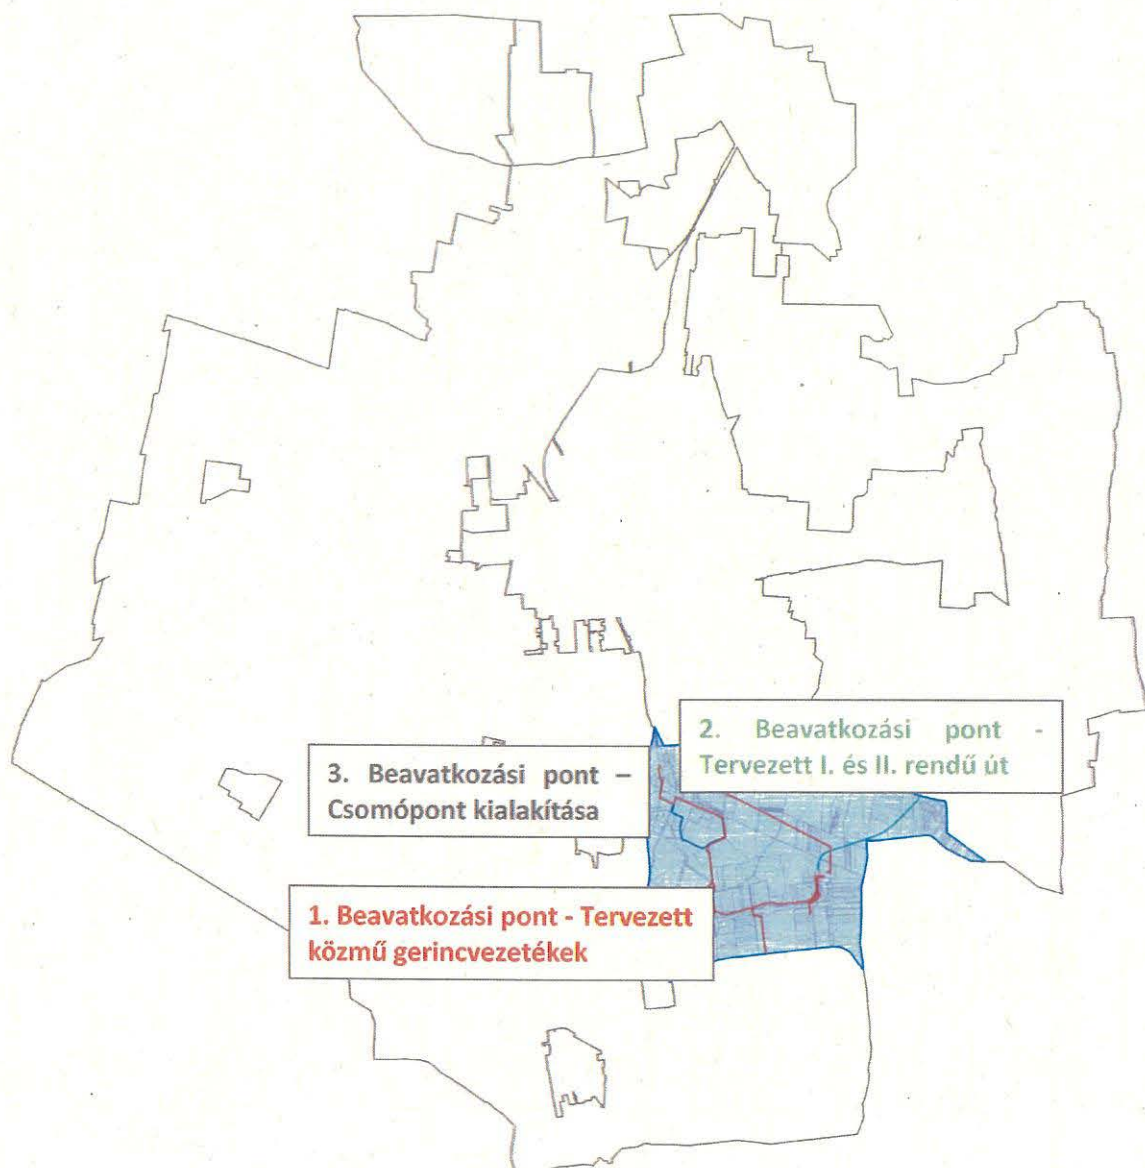 2. Beavatkozási pont -
Tervezett I. és II. rendű út
3. Beavatkozási pont –
Csomópont kialakítása
1. Beavatkozási pont - Tervezett
közmű gerincvezetékek